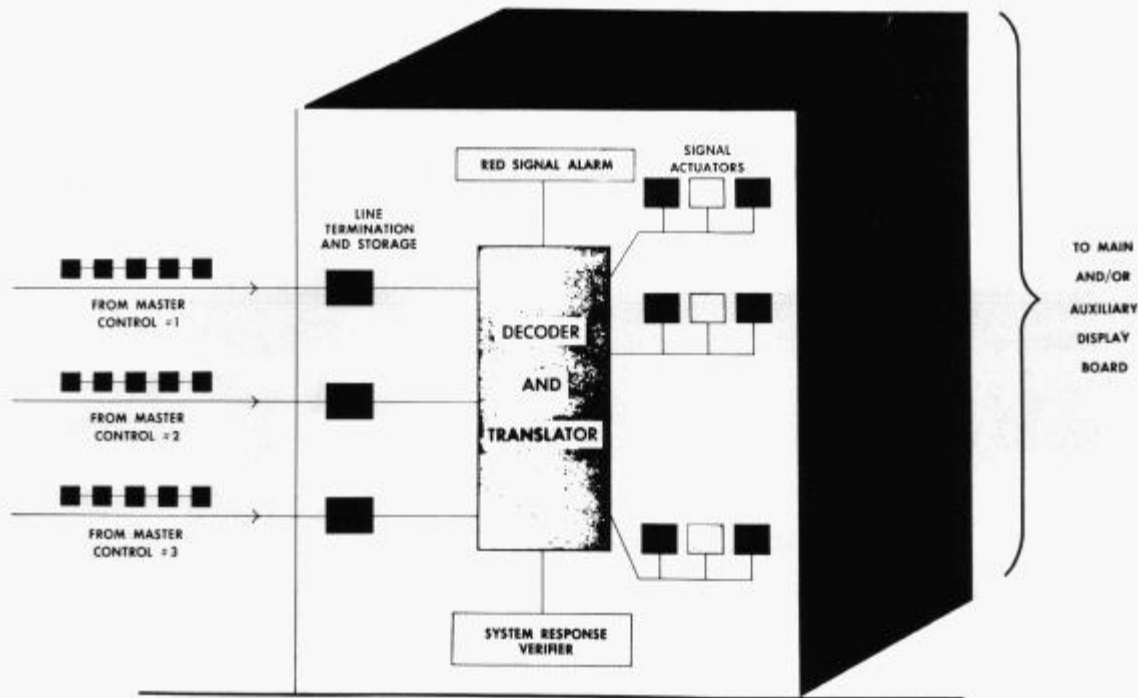 RED SIGNAL ALARM
SIGNAL
ACTUATORS
LINE
TERMINATION
AND STORAGE
FROM MASTER
CONTROL #1
DECODER
AND
TRANSLATOR
FROM MASTER
CONTROL #2
FROM MASTER
CONTROL #3
SYSTEM RESPONSE
VERIFIER
TO MAIN
AND/OR
AUXILIARY
DISPLAY
BOARD